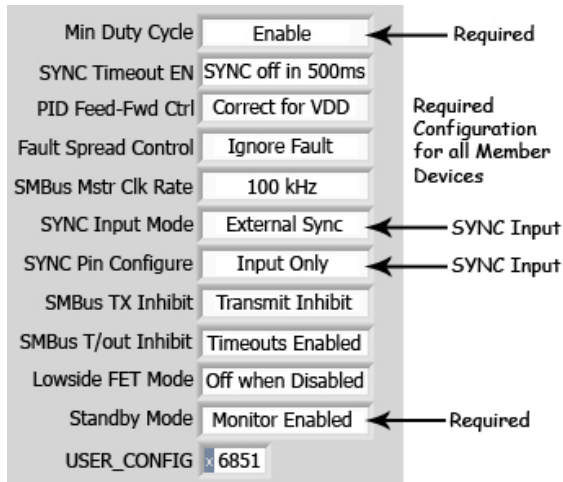 Min Duty Cycle Enable Required
SYNC Timeout EN SYNC off in 500ms
PID Feed-Fwd Ctrl Correct for VDD
Required
Configuration
for all Member
Devices
Fault Spread Control Ignore Fault
SMBus Mstr Clk Rate 100 kHz
SYNC Input Mode External Sync SYNC Input
SYNC Pin Configure Input Only SYNC Input
SMBus TX Inhibit Transmit Inhibit
SMBus T/out Inhibit Timeouts Enabled
Lowside FET Mode Off when Disabled
Standby Mode Monitor Enabled Required
USER_CONFIG x 6851